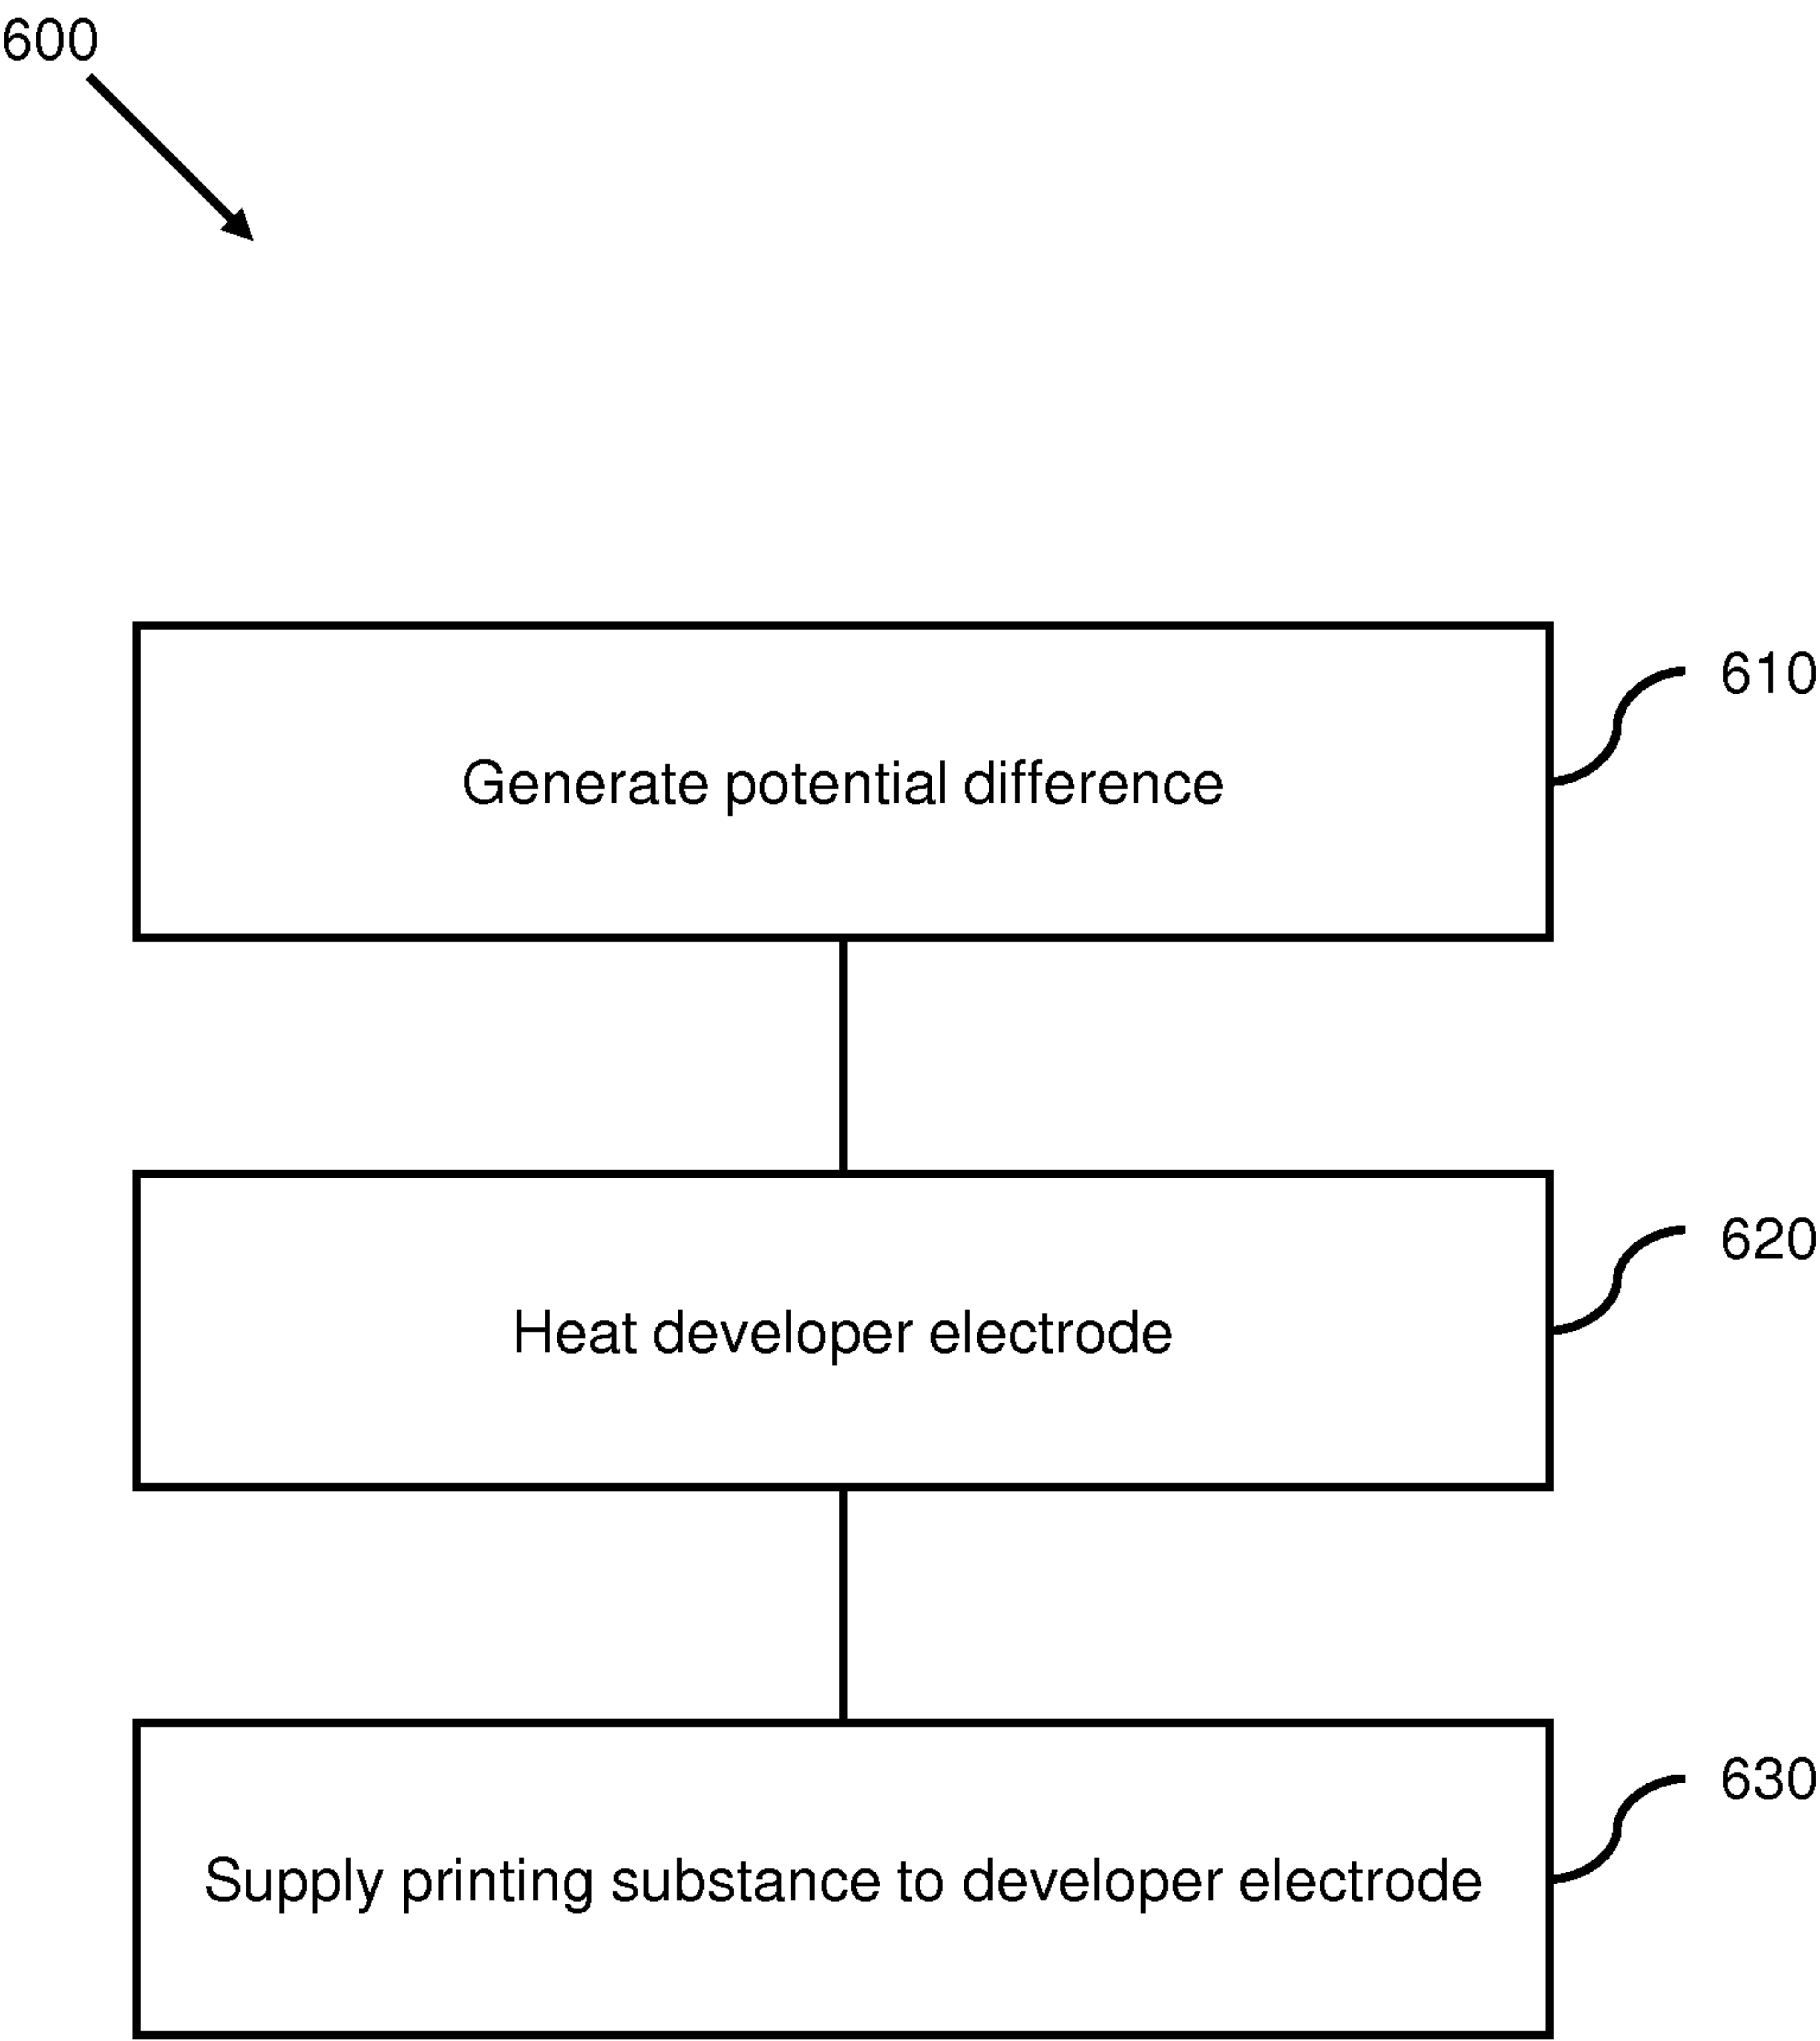 600
Generate potential difference
610
Heat developer electrode
620
Supply printing substance to developer electrode
630